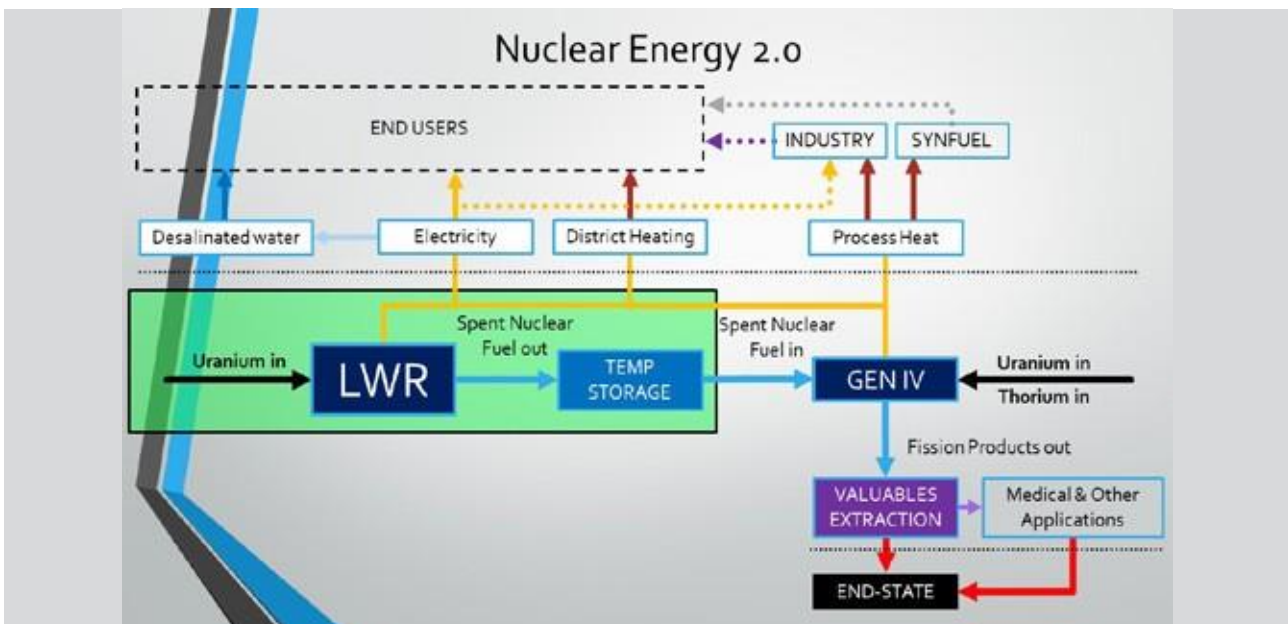 Nuclear Energy 2.0
END USERS
INDUSTRY
SYNFUEL
Desalinated water
Electricity
District Heating
Process Heat
Uranium in
LWR
Spent Nuclear
Fuel out
TEMP
STORAGE
Spent Nuclear
Fuel in
GEN IV
Uranium in
Thorium in
Fission Products out
VALUABLES
EXTRACTION
Medical & Other
Applications
END-STATE